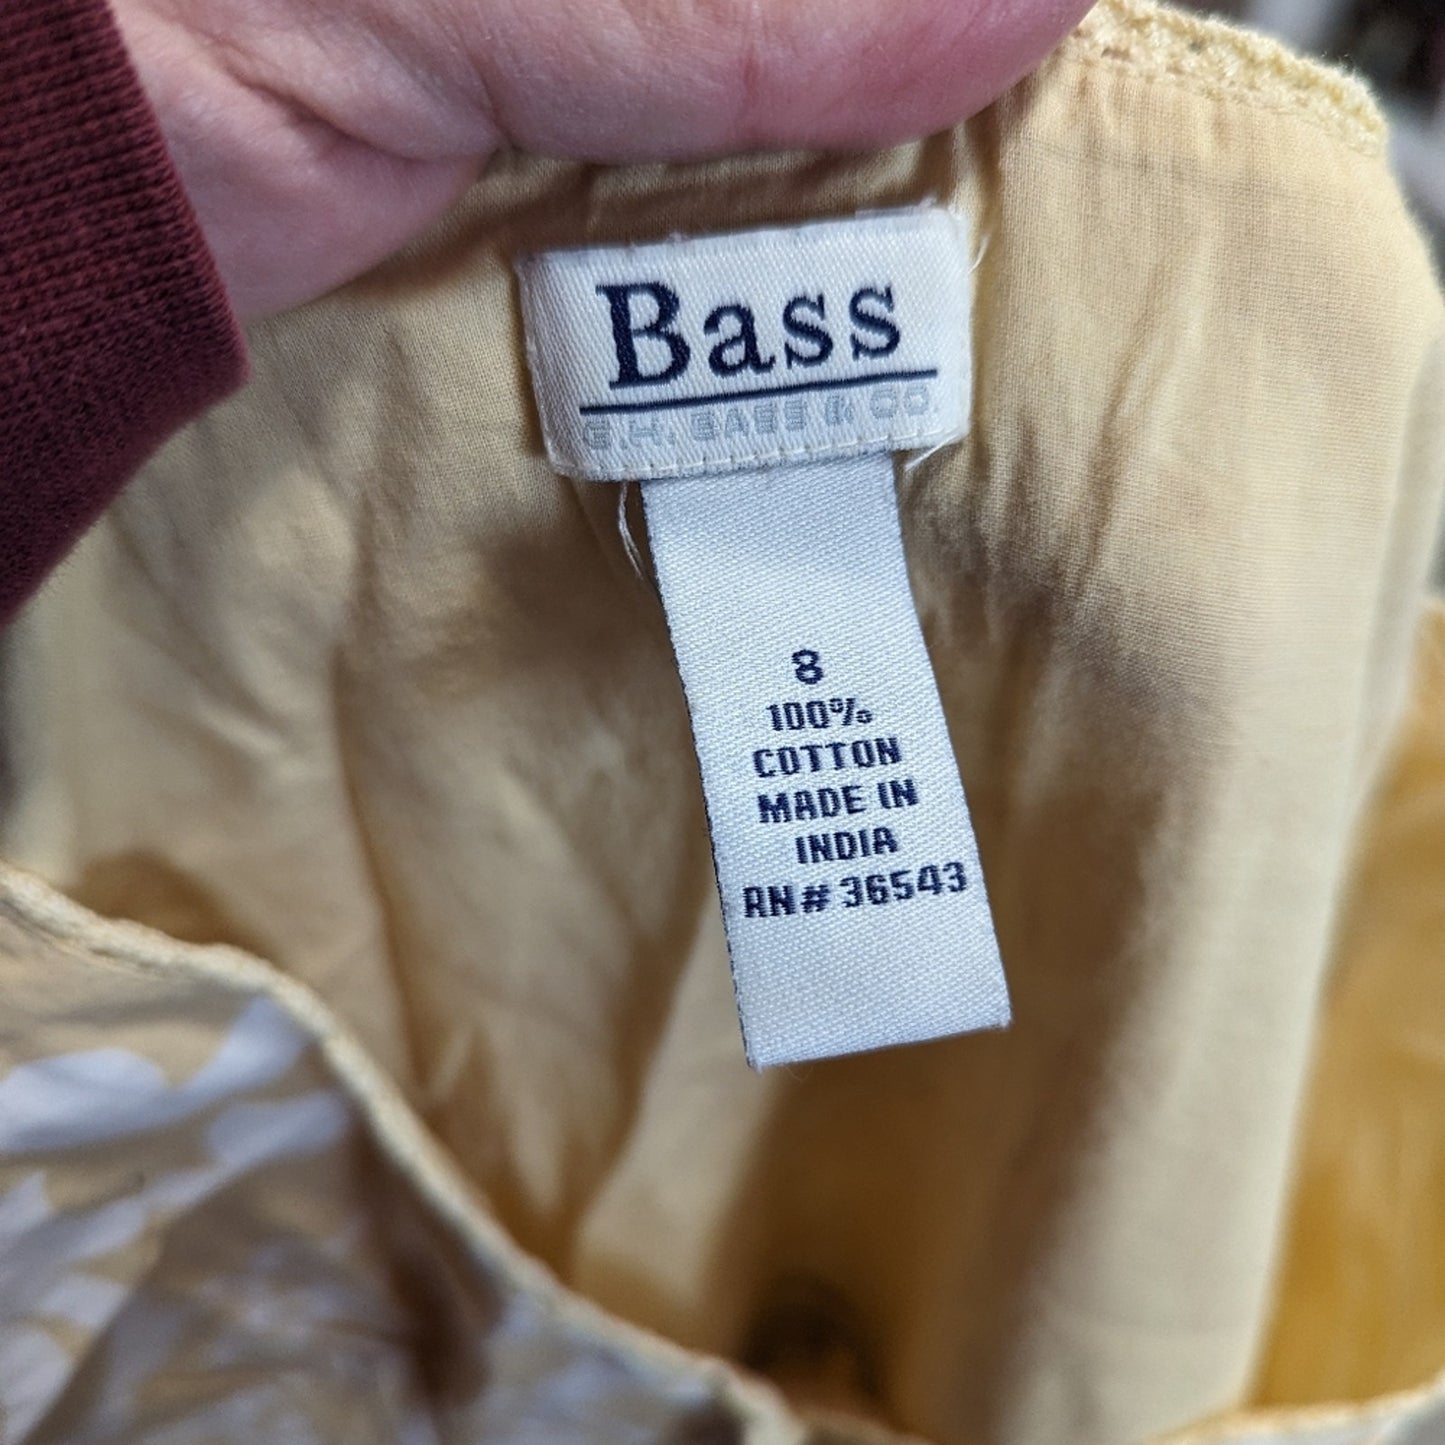 Bass
G.H. BASS & CO.
8
100%
COTTON
MADE IN
INDIA
RN# 36543